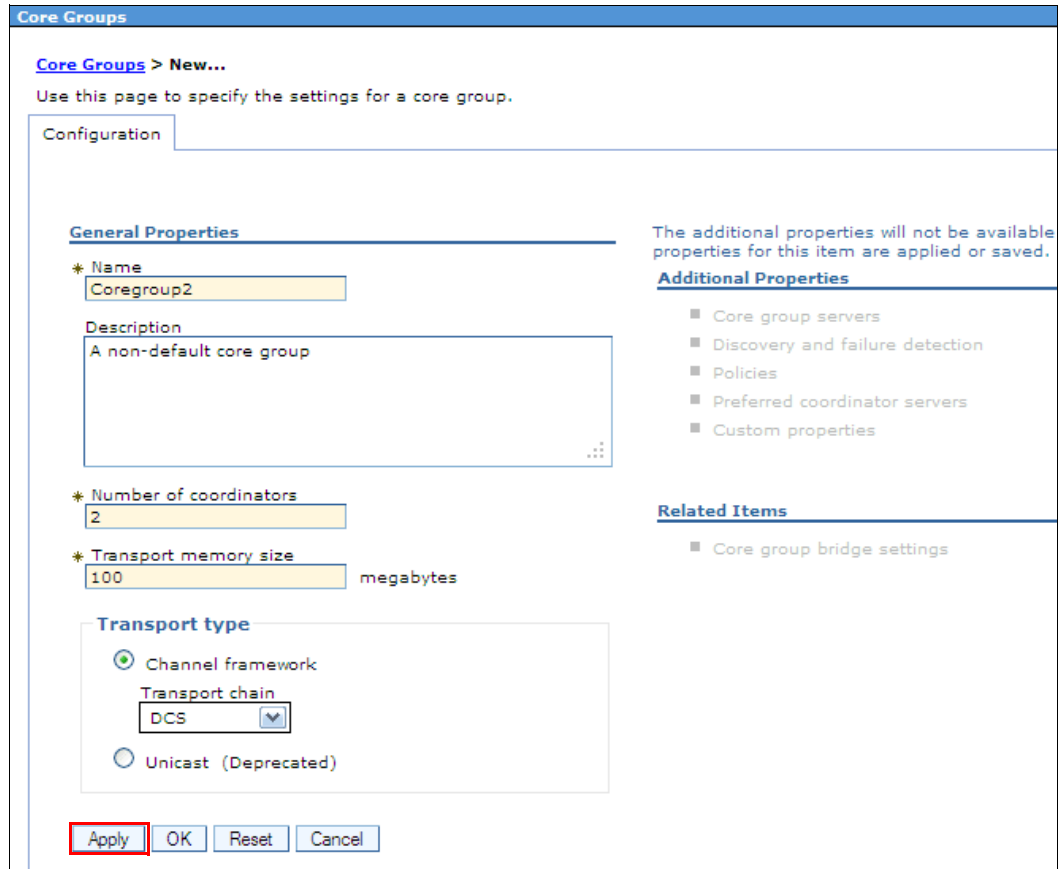 Core Groups
Core Groups > New...
Use this page to specify the settings for a core group.
Configuration
General Properties
* Name
Coregroup2
Description
A non-default core group
* Number of coordinators
2
* Transport memory size
100 megabytes
Transport type
Channel framework
Transport chain
DCS
Unicast (Deprecated)
Apply OK Reset Cancel
The additional properties will not be available
properties for this item are applied or saved.
Additional Properties
Core group servers
Discovery and failure detection
Policies
Preferred coordinator servers
Custom properties
Related Items
Core group bridge settings